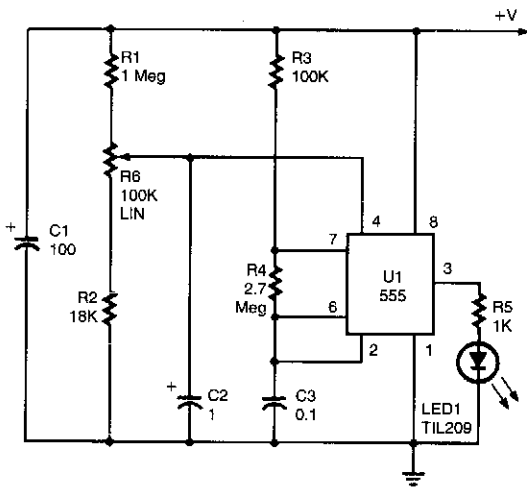 +V
R1
1 Meg
R3
100K
R6
100K
LIN
+
C1
100
4
8
7
R4
2.7
Meg
U1
555
3
6
R5
1K
R2
18K
2
1
+
C2
1
C3
0.1
LED1
TIL209